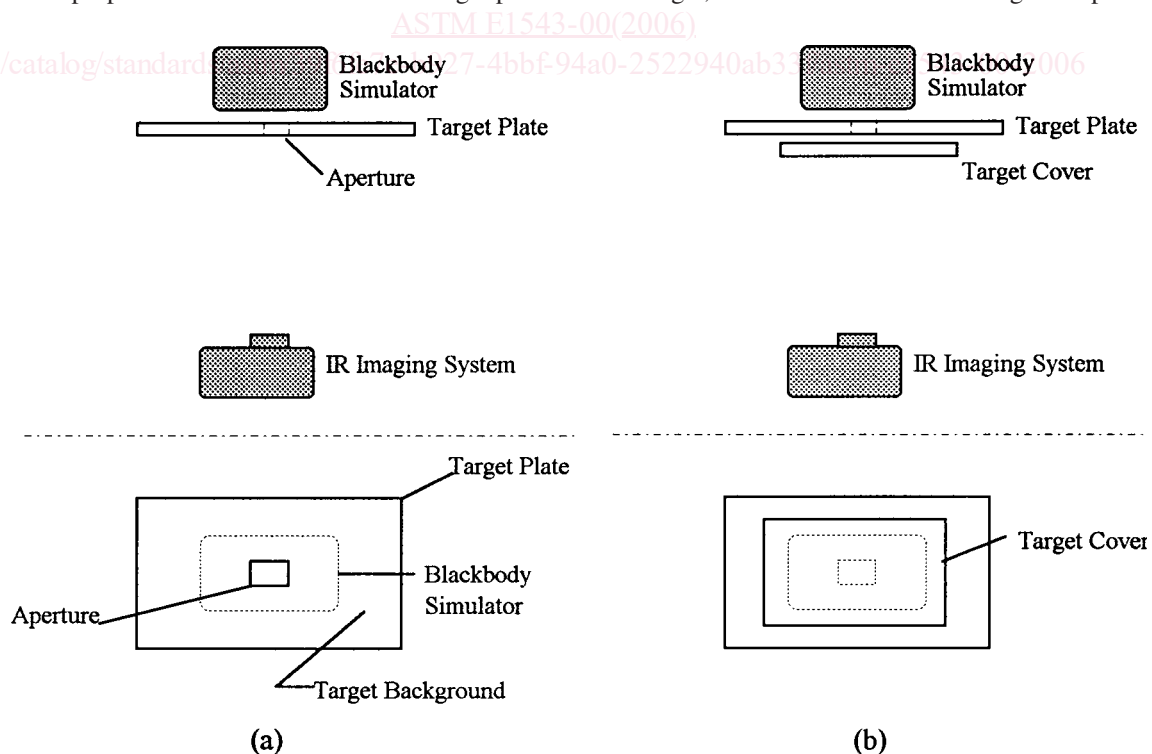 ASTM E1543-00(2006)
/catalog/standards
27-4bbf-94a0-2522940ab33
2006
Blackbody
Simulator
Target Plate
Aperture
IR Imaging System
Target Plate
Blackbody
Simulator
Aperture
Target Background
(a)
Blackbody
Simulator
Target Plate
Target Cover
IR Imaging System
Target Cover
(b)